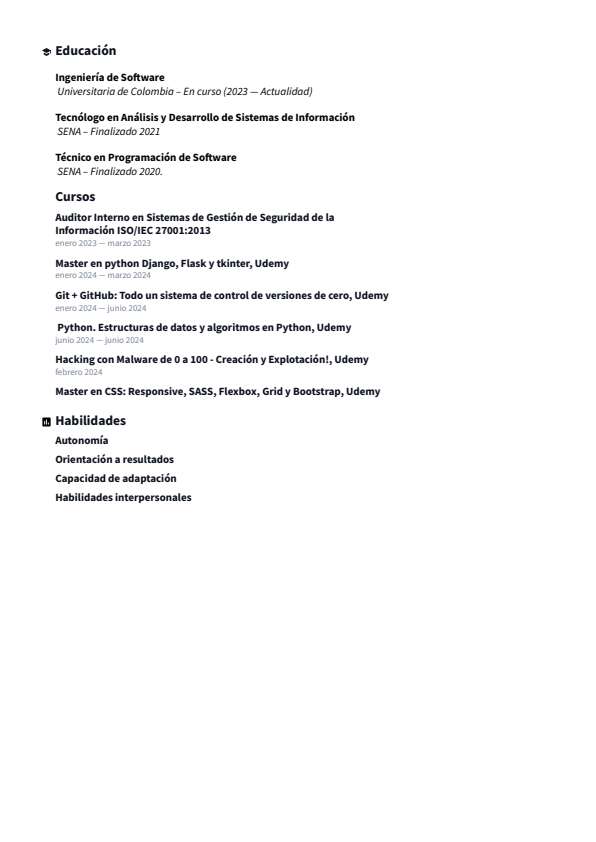 Educación
Ingeniería de Software
Universitaria de Colombia – En curso (2023 — Actualidad)
Tecnólogo en Análisis y Desarrollo de Sistemas de Información
SENA – Finalizado 2021
Técnico en Programación de Software
SENA – Finalizado 2020.
Cursos
Auditor Interno en Sistemas de Gestión de Seguridad de la
Información ISO/IEC 27001:2013
enero 2023 — marzo 2023
Master en python Django, Flask y tkinter, Udemy
enero 2024 — marzo 2024
Git + GitHub: Todo un sistema de control de versiones de cero, Udemy
enero 2024 — junio 2024
Python. Estructuras de datos y algoritmos en Python, Udemy
junio 2024 — junio 2024
Hacking con Malware de 0 a 100 - Creación y Explotación!, Udemy
febrero 2024
Master en CSS: Responsive, SASS, Flexbox, Grid y Bootstrap, Udemy
Habilidades
Autonomía
Orientación a resultados
Capacidad de adaptación
Habilidades interpersonales